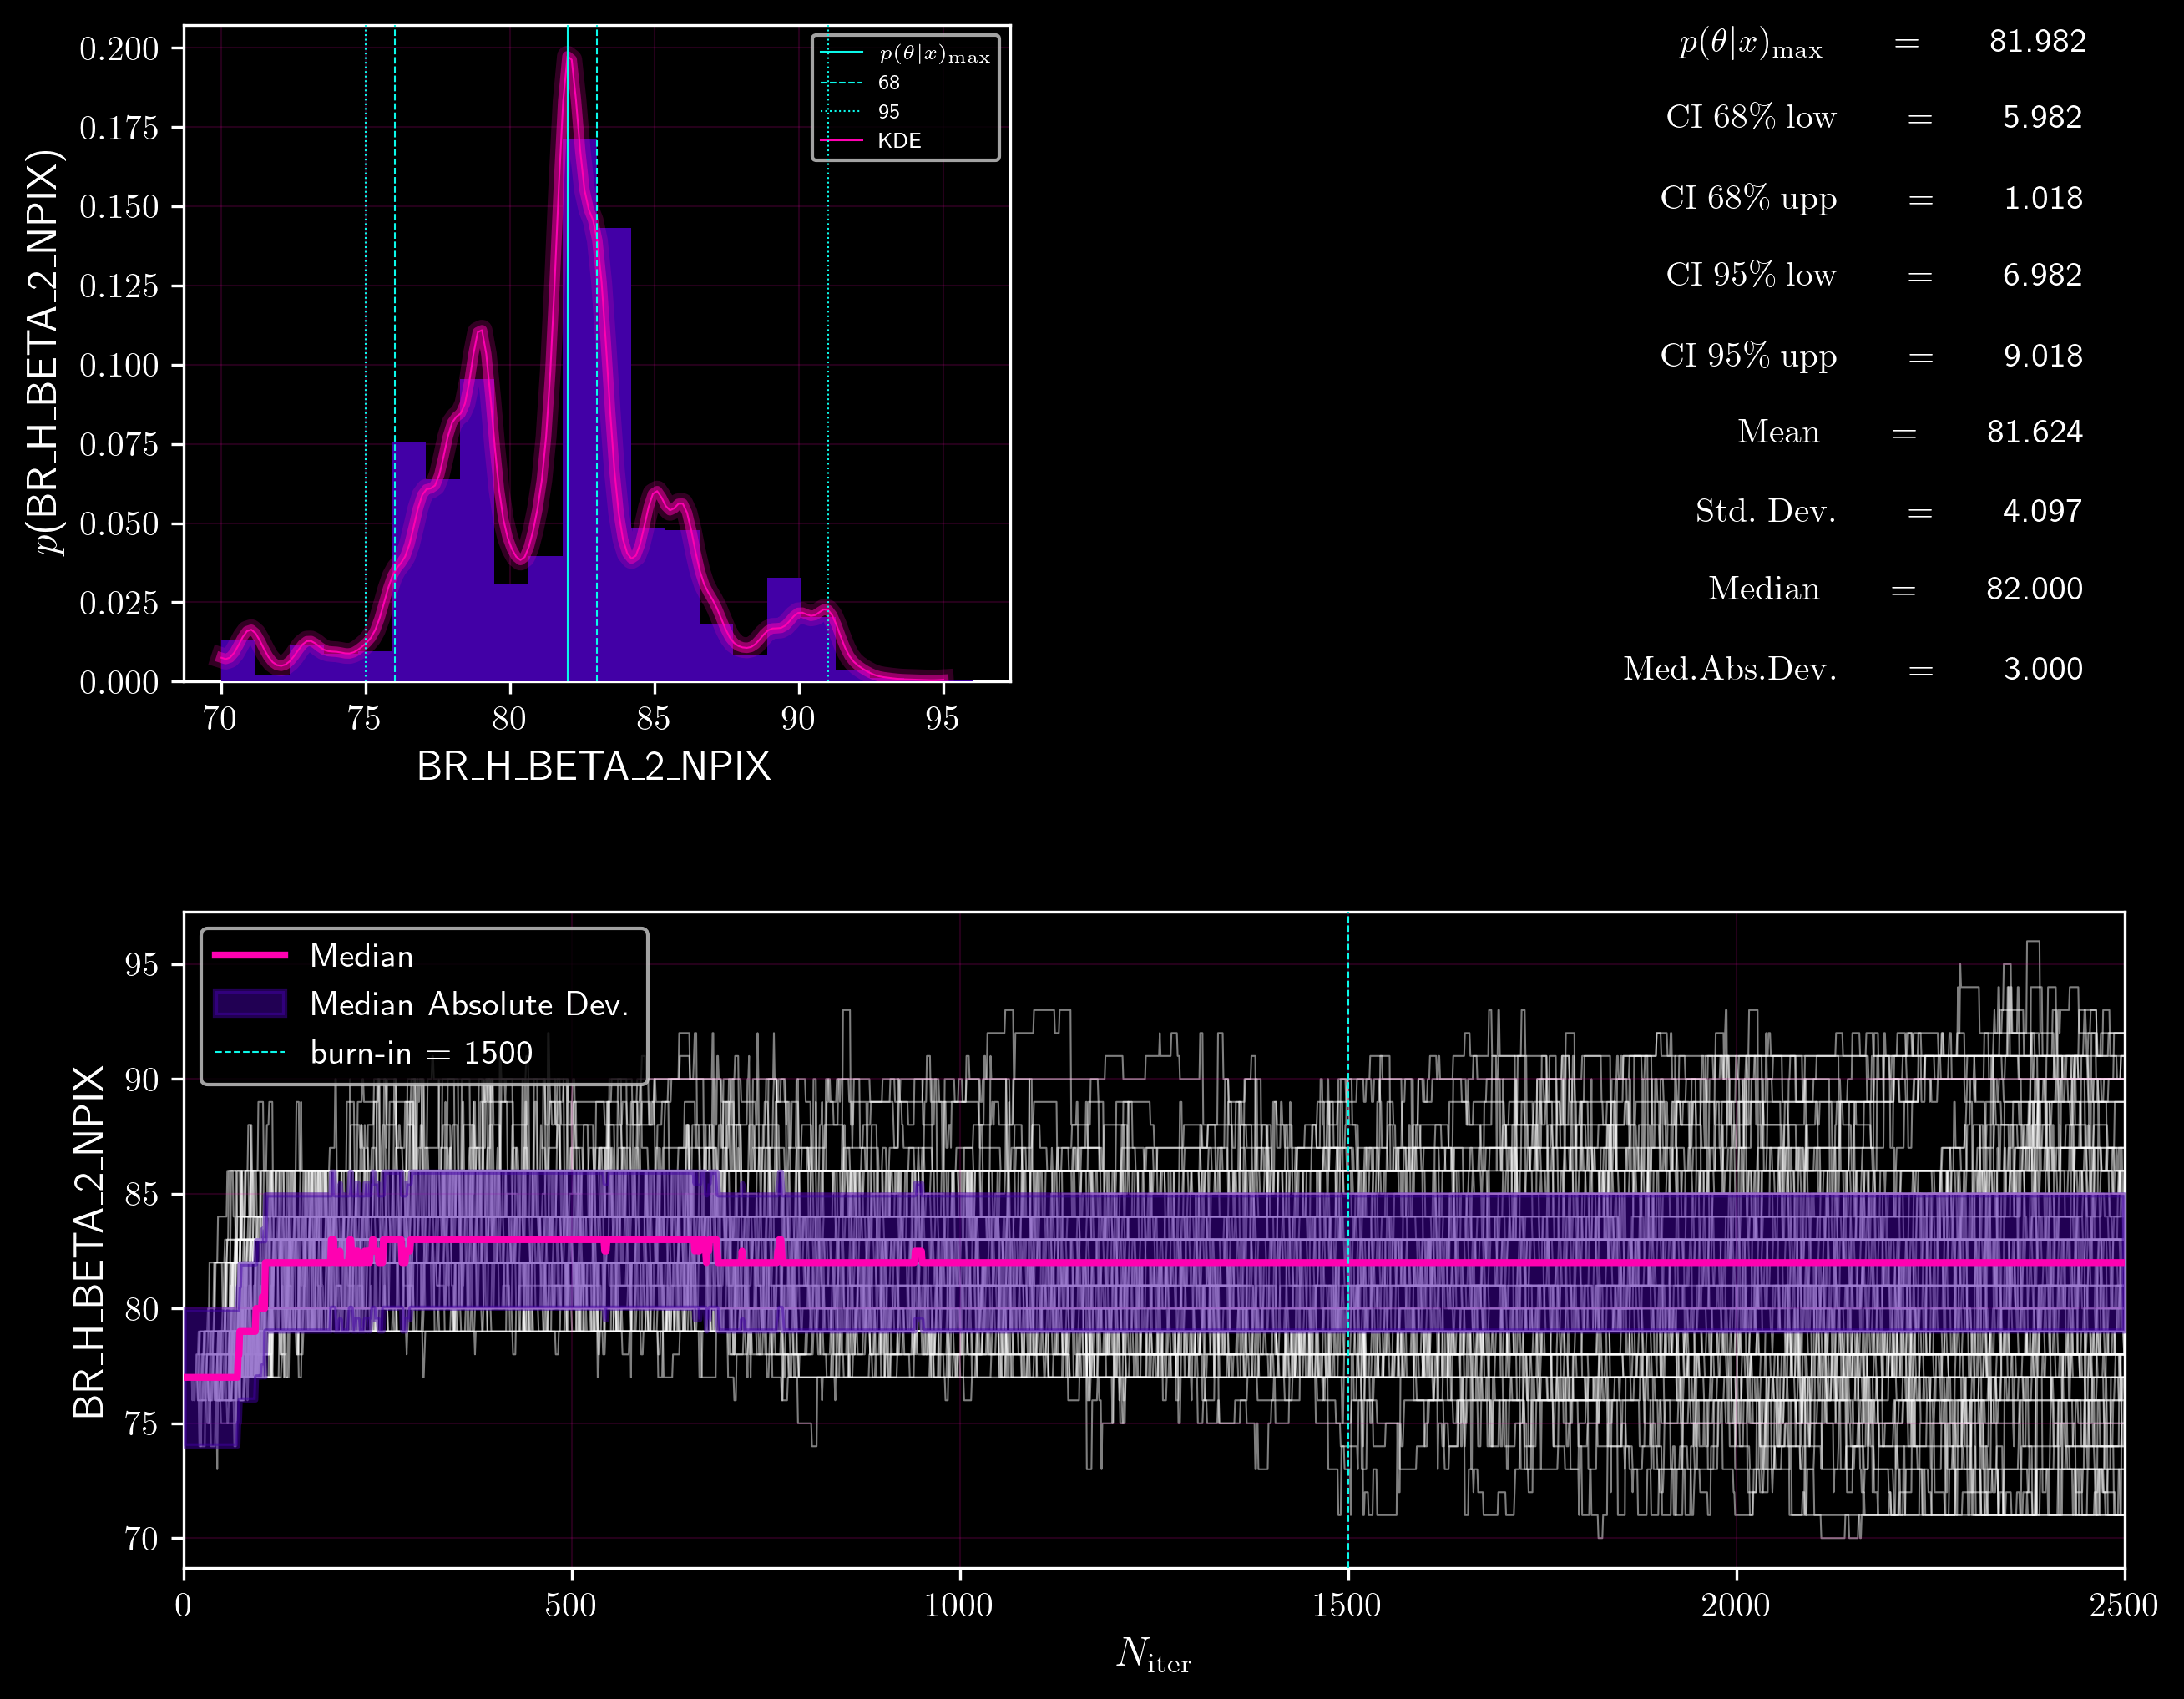 0.200
0.175
0.150
0.125
0.100
0.075
0.050
0.025
0.000
p(BR_H_BETA_2_NPIX)
p(θ|x)max
68
95
KDE
70 75 80 85 90 95
BR_H_BETA_2_NPIX
p(θ|x)max = 81.982
CI 68% low = 5.982
CI 68% upp = 1.018
CI 95% low = 6.982
CI 95% upp = 9.018
Mean = 81.624
Std. Dev. = 4.097
Median = 82.000
Med.Abs.Dev. = 3.000
95
90
85
80
75
70
BR_H_BETA_2_NPIX
Median
Median Absolute Dev.
burn-in = 1500
0 500 1000 1500 2000 2500
Niter